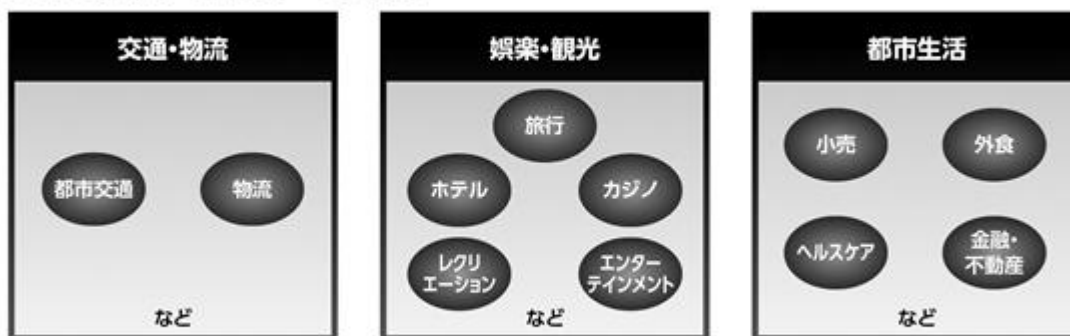 交通・物流
都市交通
物流
など
娯楽・観光
旅行
ホテル
カジノ
レクリ
エーション
エンター
テインメント
など
都市生活
小売
外食
ヘルスケア
金融・
不動産
など